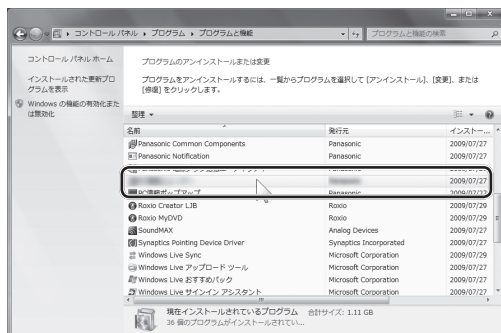 コントロール パネル ▸ プログラム ▸ プログラムと機能
プログラムと機能の検索
コントロール パネル ホーム
インストールされた更新プロ
グラムを表示
Windows の機能の有効化また
は無効化
プログラムのアンインストールまたは変更
プログラムをアンインストールするには、一覧からプログラムを選択して [アンインストール]、[変更]、または
[修復] をクリックします。
整理
名前 発行元 インストー...
Panasonic Common Components Panasonic 2009/07/27
Panasonic Notification Panasonic 2009/07/27
2009/07/27
PC情報ポップアップ Panasonic 2009/07/27
Roxio Creator LJB Roxio 2009/07/29
Roxio MyDVD Roxio 2009/07/29
SoundMAX Analog Devices 2009/07/27
Synaptics Pointing Device Driver Synaptics Incorporated 2009/07/27
Windows Live Sync Microsoft Corporation 2009/07/29
Windows Live アップロード ツール Microsoft Corporation 2009/07/29
Windows Live おすすめパック Microsoft Corporation 2009/07/29
Windows Live サインイン アシスタント Microsoft Corporation 2009/07/29
現在インストールされているプログラム 合計サイズ: 1.11 GB
36 個のプログラムがインストールされてい...